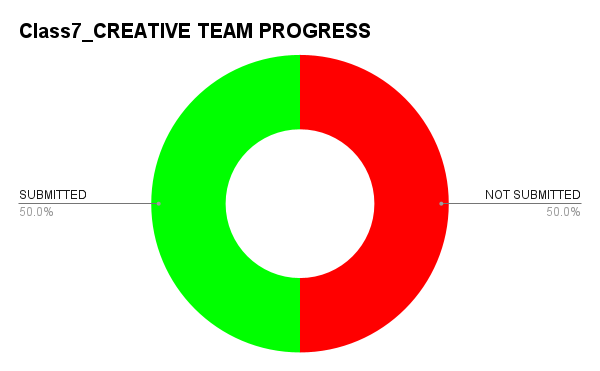 Class7_CREATIVE TEAM PROGRESS
SUBMITTED
50.0%
NOT SUBMITTED
50.0%